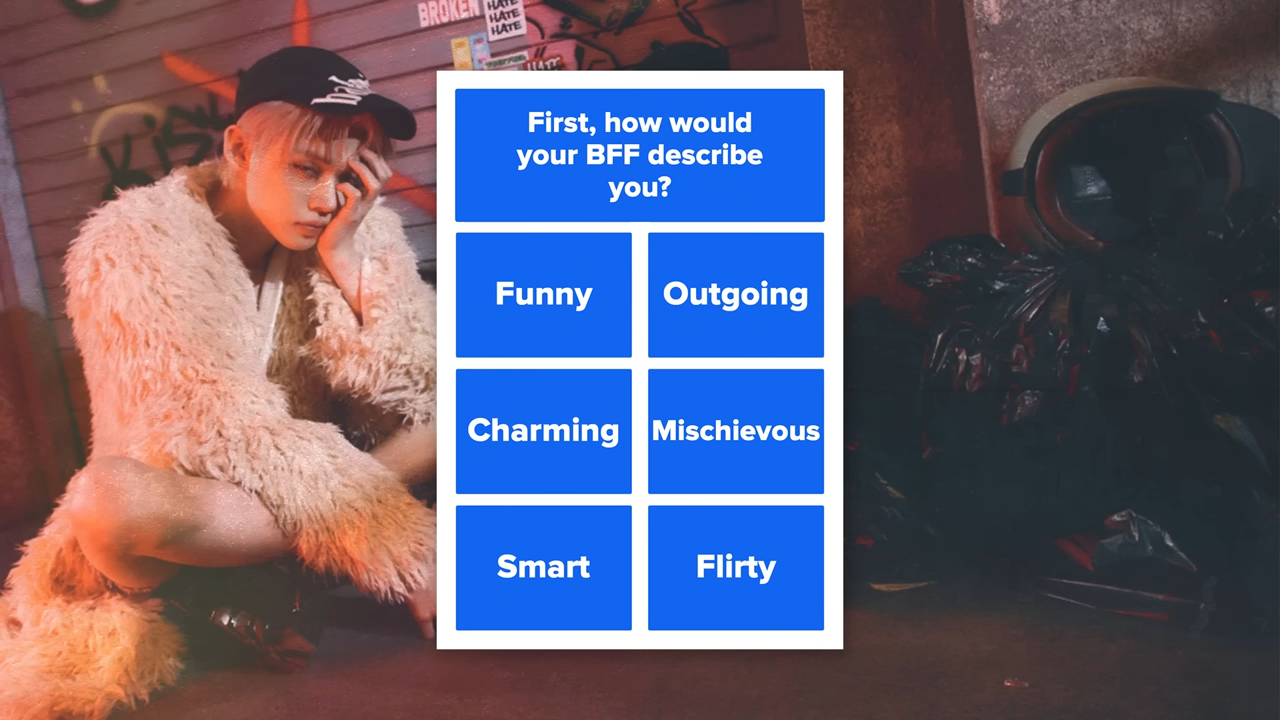 BROKEN
HATE
HATE
HATE
First, how would
your BFF describe
you?
Funny
Outgoing
Charming
Mischievous
Smart
Flirty